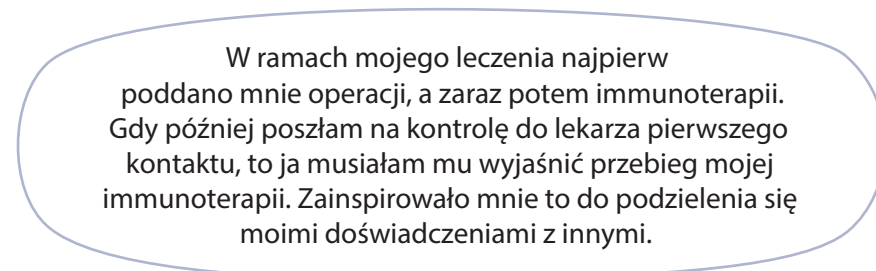 W ramach mojego leczenia najpierw
poddano mnie operacji, a zaraz potem immunoterapii.
Gdy później poszłam na kontrolę do lekarza pierwszego
kontaktu, to ja musiałam mu wyjaśnić przebieg mojej
immunoterapii. Zainspirowało mnie to do podzielenia się
moimi doświadczeniami z innymi.